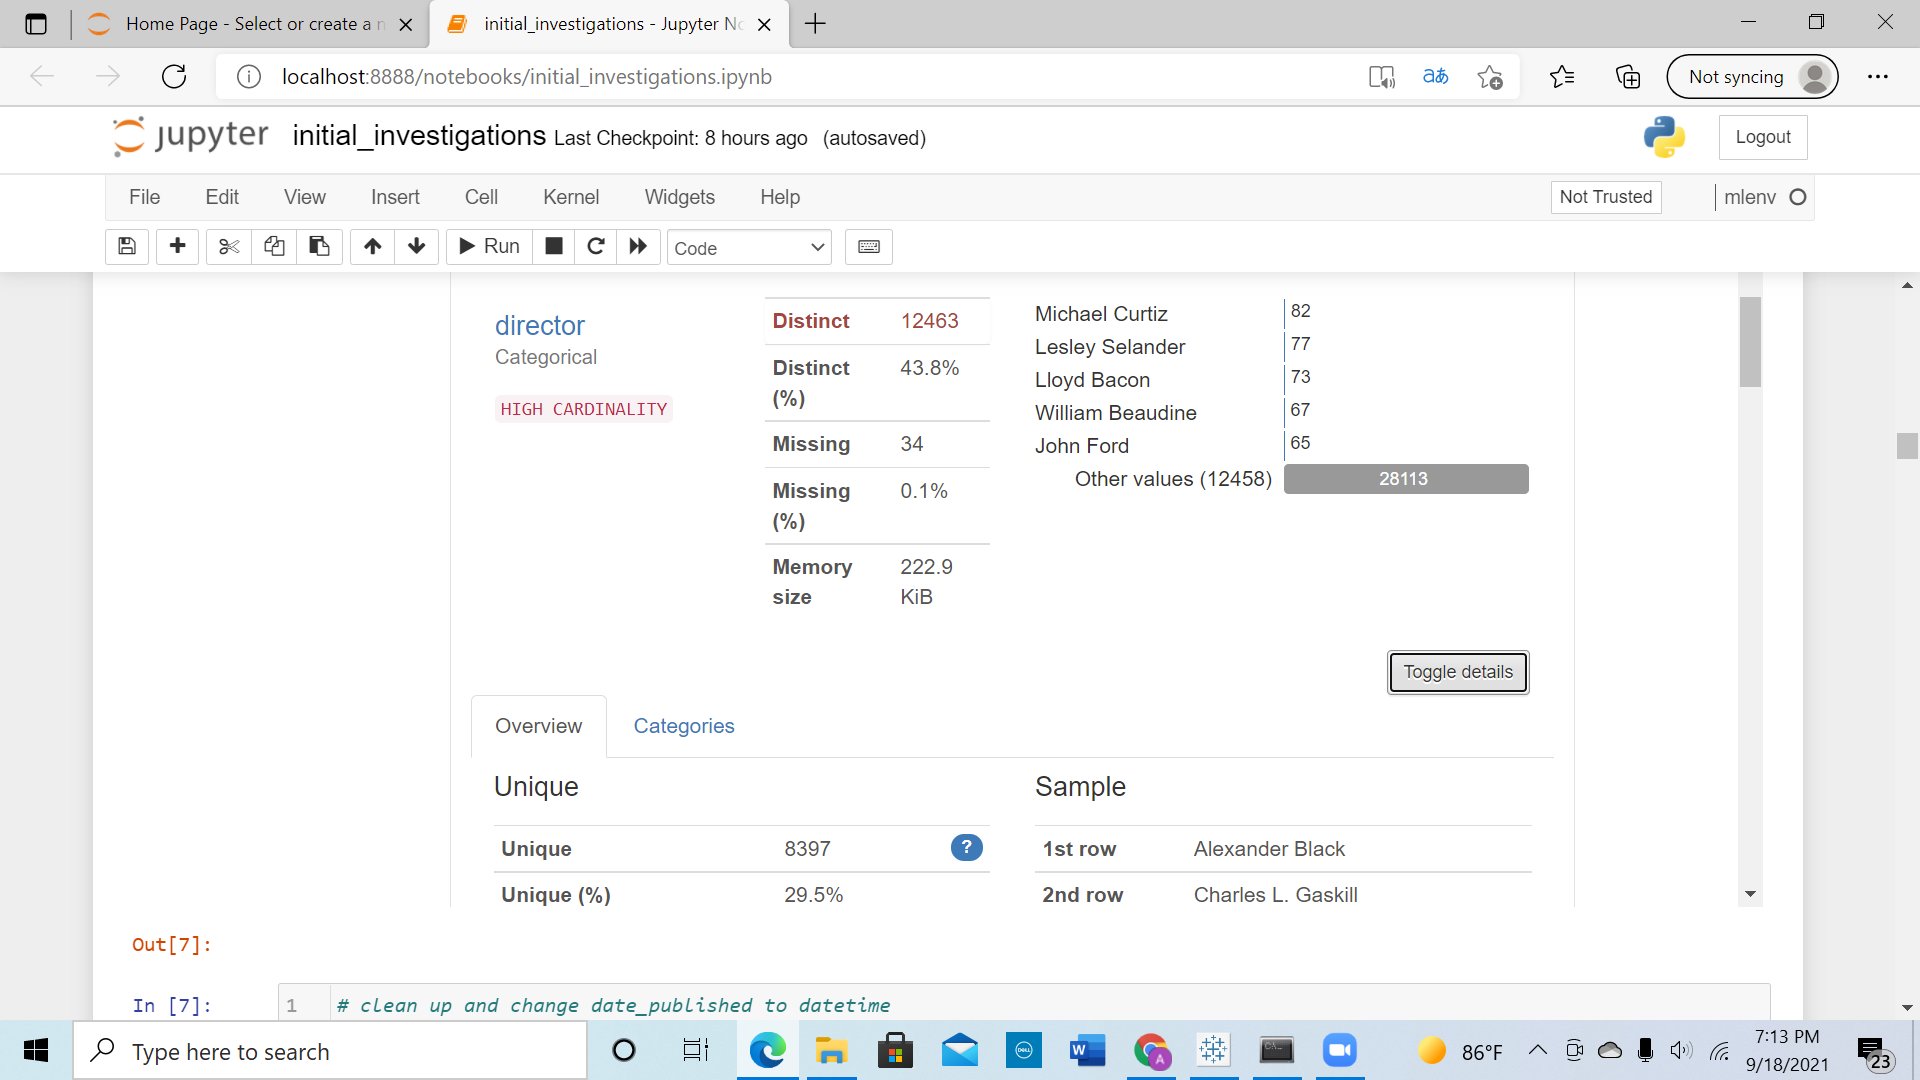 Home Page - Select or create a n
initial_investigations - Jupyter No
localhost:8888/notebooks/initial_investigations.ipynb
aあ
Not syncing
jupyter
initial_investigations Last Checkpoint: 8 hours ago (autosaved)
Logout
File Edit View Insert Cell Kernel Widgets Help
Not Trusted
mlenv
Run
Code
director
Categorical
HIGH CARDINALITY
Distinct 12463
Distinct (%) 43.8%
Missing 34
Missing (%) 0.1%
Memory size 222.9 KiB
Michael Curtiz 82
Lesley Selander 77
Lloyd Bacon 73
William Beaudine 67
John Ford 65
Other values (12458) 28113
Toggle details
Overview Categories
Unique
Unique 8397 ?
Unique (%) 29.5%
Sample
1st row Alexander Black
2nd row Charles L. Gaskill
Out[7]:
In [7]:
1 # clean up and change date_published to datetime
Type here to search
DELL
W
A
86°F
7:13 PM
9/18/2021
23